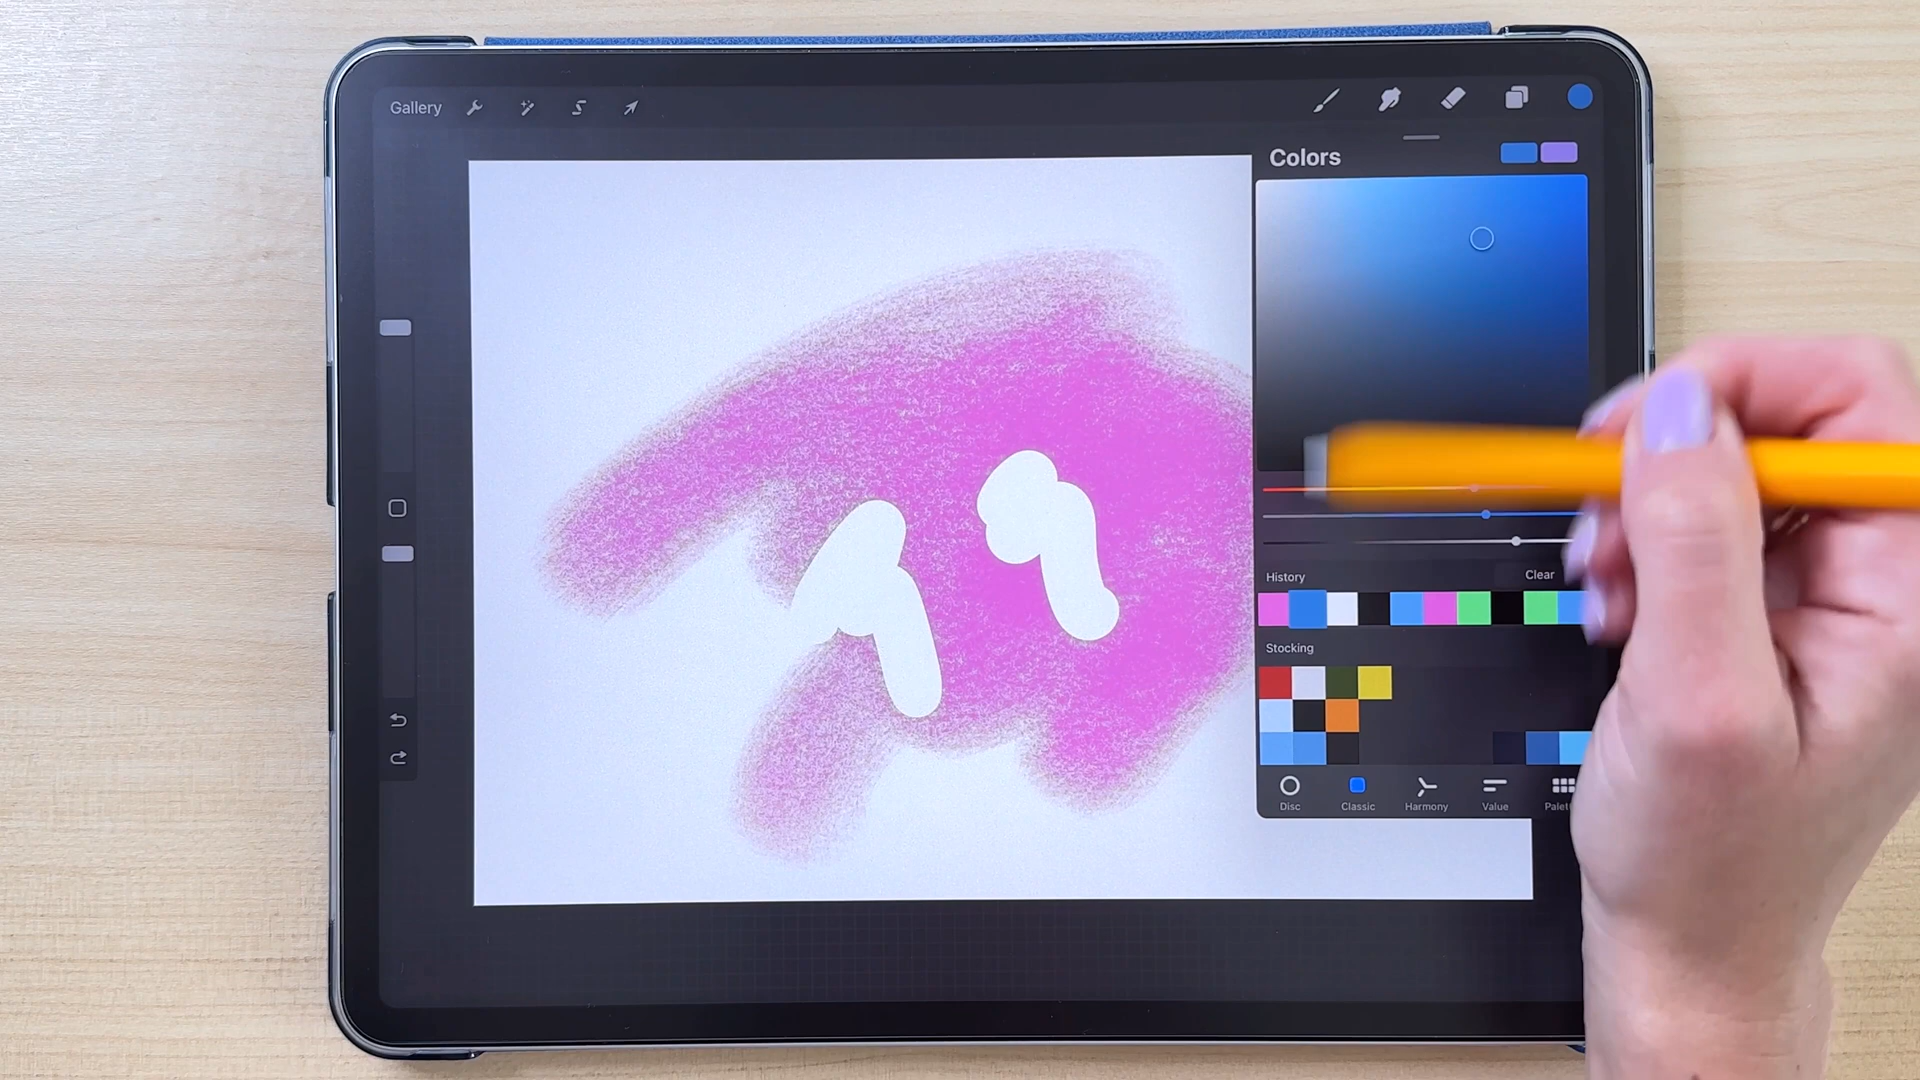 Gallery
Colors
History
Clear
Stocking
Disc
Classic
Harmony
Value